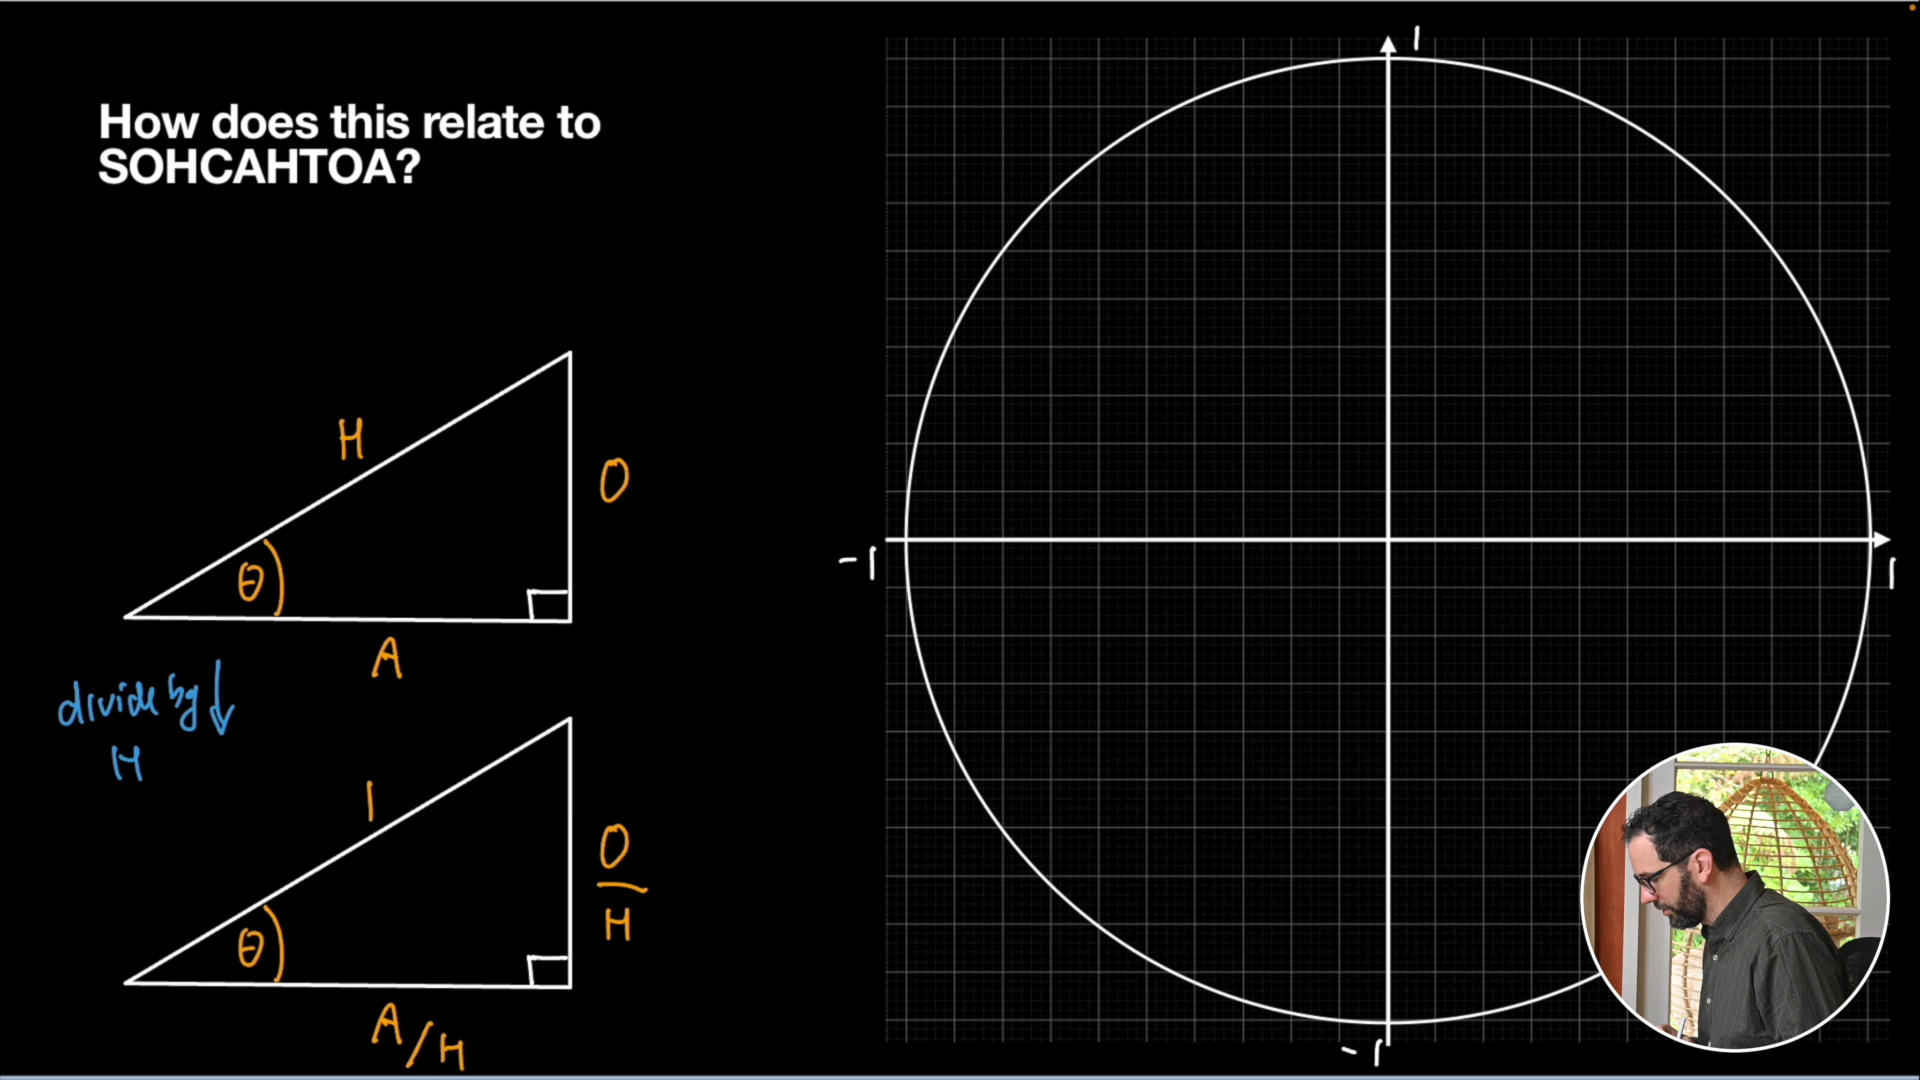 How does this relate to
SOHCAHTOA?
H
O
θ
A
divide by ↓
H
1
O
H
θ
A/H
1
-1
1
-1